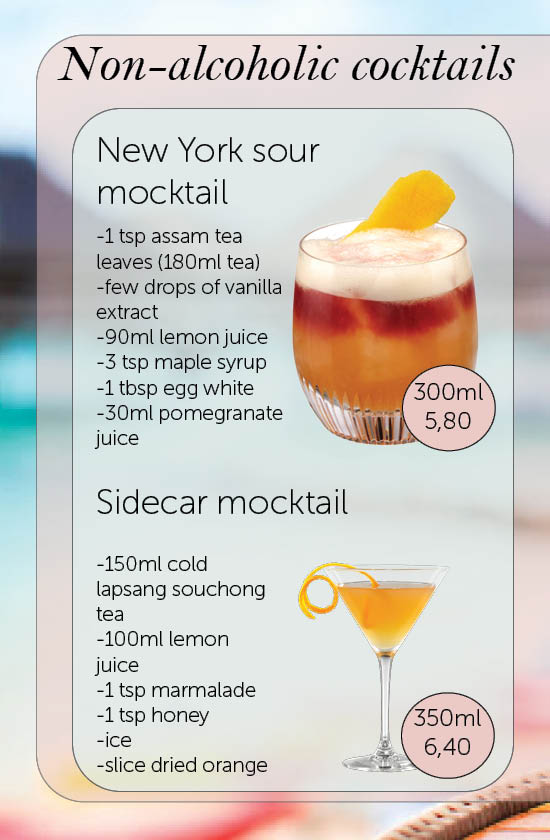 Non-alcoholic cocktails
New York sour
mocktail
-1 tsp assam tea
leaves (180ml tea)
-few drops of vanilla
extract
-90ml lemon juice
-3 tsp maple syrup
-1 tbsp egg white
-30ml pomegranate
juice
300ml
5,80
Sidecar mocktail
-150ml cold
lapsang souchong
tea
-100ml lemon
juice
-1 tsp marmalade
-1 tsp honey
-ice
-slice dried orange
350ml
6,40